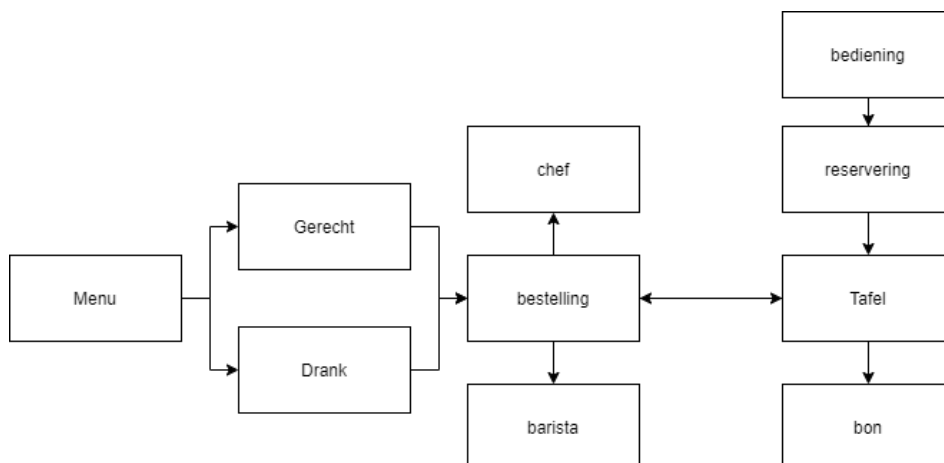 bediening
chef
reservering
Gerecht
Menu
bestelling
Tafel
Drank
barista
bon